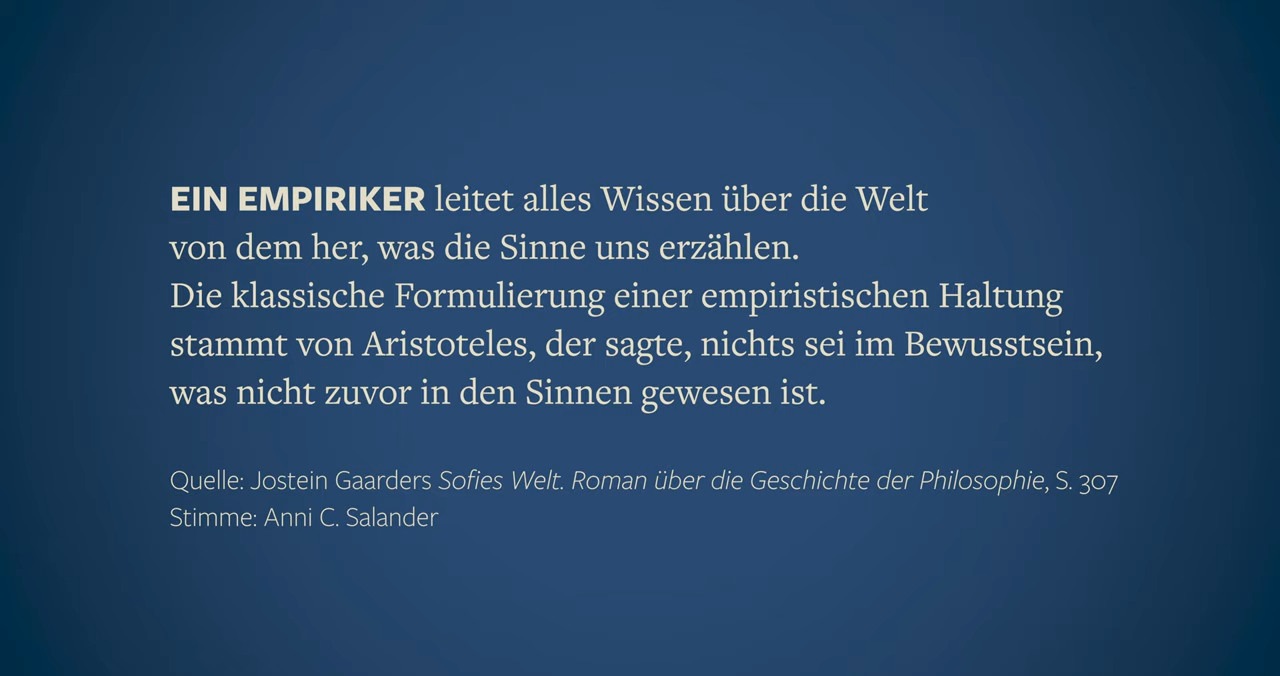 EIN EMPIRIKER leitet alles Wissen über die Welt
von dem her, was die Sinne uns erzählen.
Die klassische Formulierung einer empiristischen Haltung
stammt von Aristoteles, der sagte, nichts sei im Bewusstsein,
was nicht zuvor in den Sinnen gewesen ist.
Quelle: Jostein Gaarders Sofies Welt. Roman über die Geschichte der Philosophie, S. 307
Stimme: Anni C. Salander